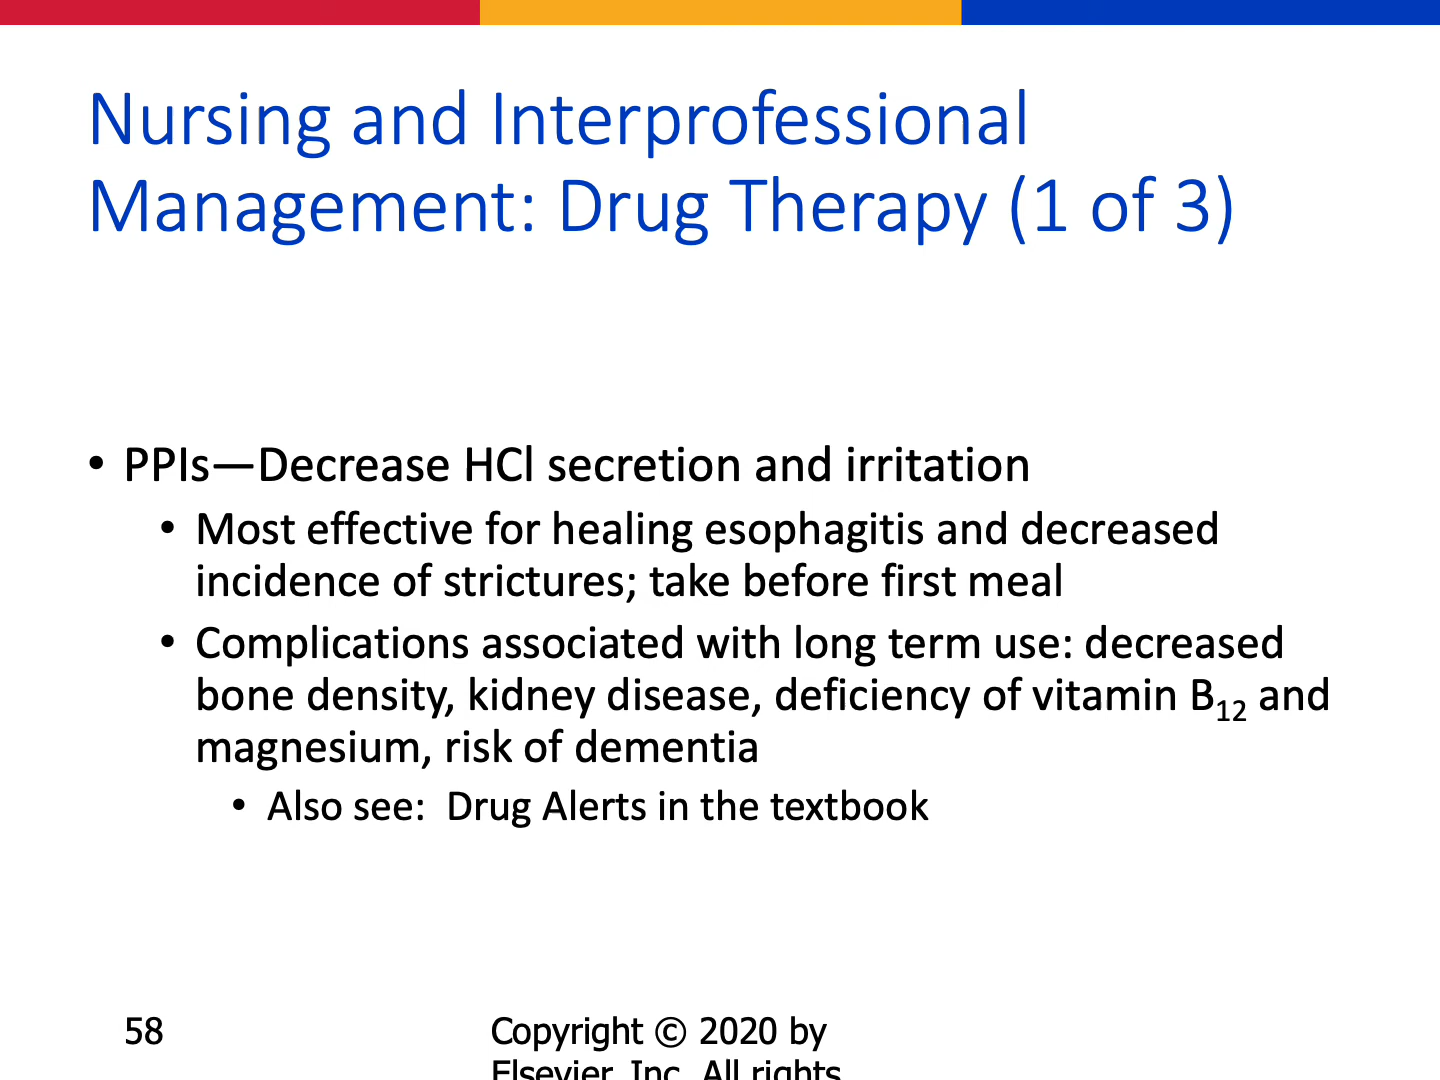 Nursing and Interprofessional
Management: Drug Therapy (1 of 3)
• PPIs—Decrease HCl secretion and irritation
• Most effective for healing esophagitis and decreased
incidence of strictures; take before first meal
• Complications associated with long term use: decreased
bone density, kidney disease, deficiency of vitamin B12 and
magnesium, risk of dementia
• Also see:  Drug Alerts in the textbook
58
Copyright © 2020 by
Elsevier, Inc. All rights